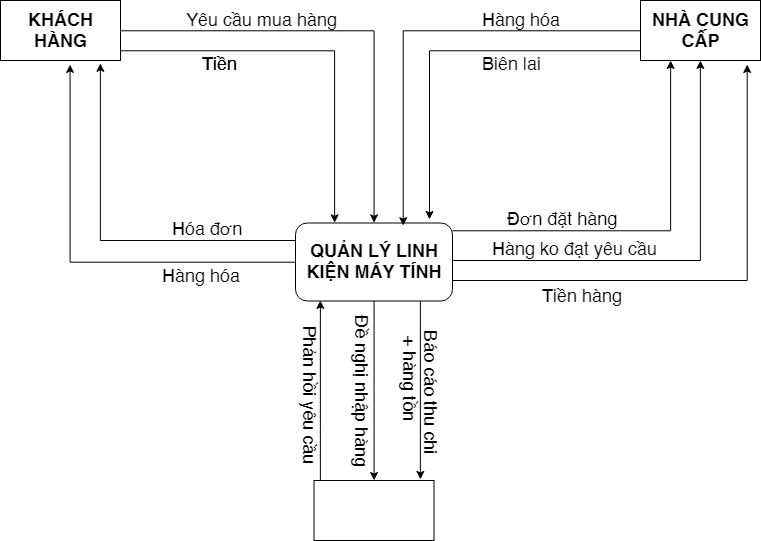 KHÁCH
HÀNG
Yêu cầu mua hàng
Tiền
Hàng hóa
Biên lai
NHÀ CUNG
CẤP
Hóa đơn
Hàng hóa
QUẢN LÝ LINH
KIỆN MÁY TÍNH
Đơn đặt hàng
Hàng ko đạt yêu cầu
Tiền hàng
Phản hồi yêu cầu
Đề nghị nhập hàng
Báo cáo thu chi
+ hàng tồn